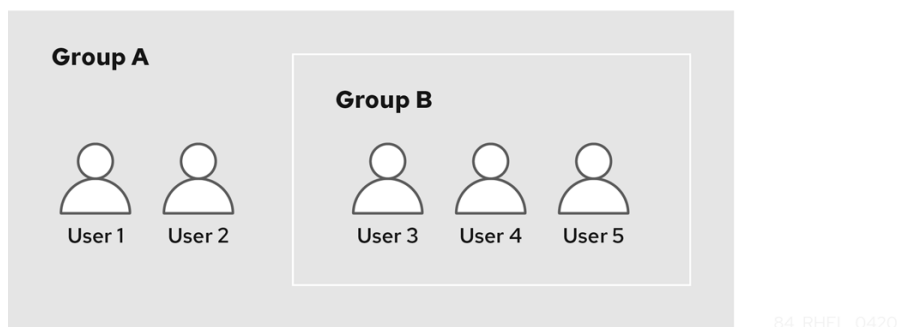 Group A
Group B
User 1
User 2
User 3
User 4
User 5
84_RHEL_0420